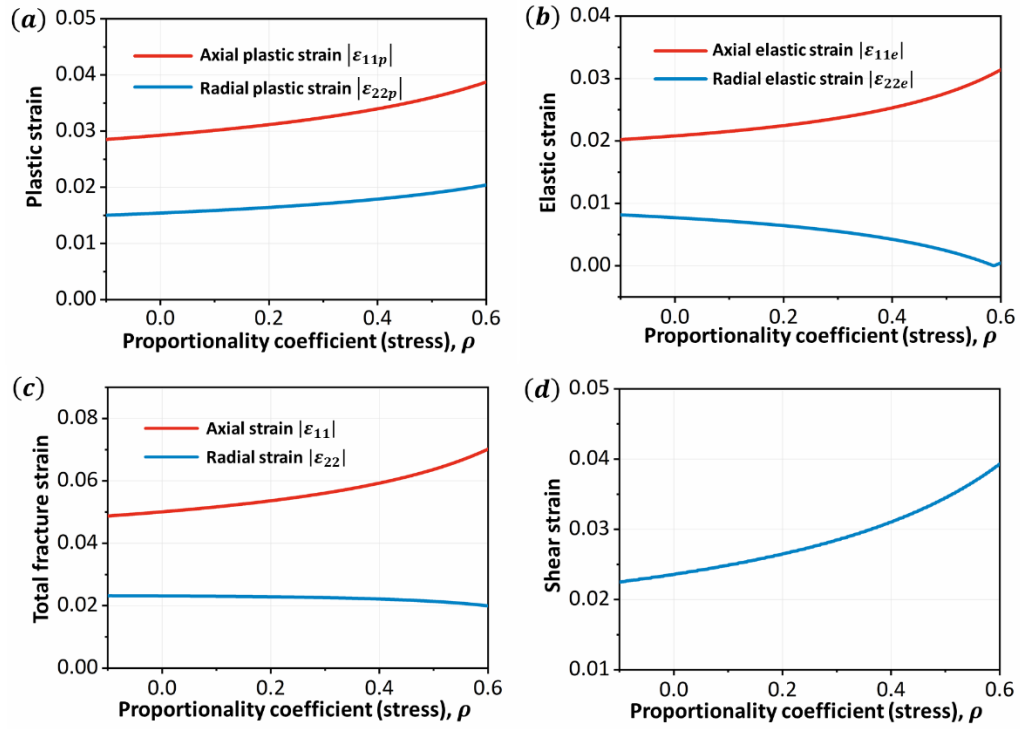 (a)
0.05
0.04
0.03
0.02
0.01
0.00
Plastic strain
Axial plastic strain |ε₁₁ₚ|
Radial plastic strain |ε₂₂ₚ|
0.0 0.2 0.4 0.6
Proportionality coefficient (stress), ρ
(b)
0.04
0.03
0.02
0.01
0.00
Elastic strain
Axial elastic strain |ε₁₁ₑ|
Radial elastic strain |ε₂₂ₑ|
0.0 0.2 0.4 0.6
Proportionality coefficient (stress), ρ
(c)
0.08
0.06
0.04
0.02
0.00
Total fracture strain
Axial strain |ε₁₁|
Radial strain |ε₂₂|
0.0 0.2 0.4 0.6
Proportionality coefficient (stress), ρ
(d)
0.05
0.04
0.03
0.02
0.01
Shear strain
0.0 0.2 0.4 0.6
Proportionality coefficient (stress), ρ